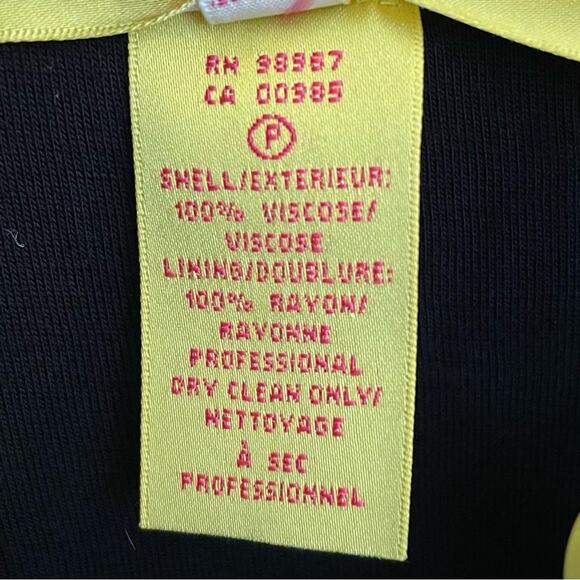 RN 98567
CA 00985
P
SHELL/EXTERIEUR:
100% VISCOSE/
VISCOSE
LINING/DOUBLURE:
100% RAYON/
RAYONNE
PROFESSIONAL
DRY CLEAN ONLY/
NETTOYAGE
À SEC
PROFESSIONNEL